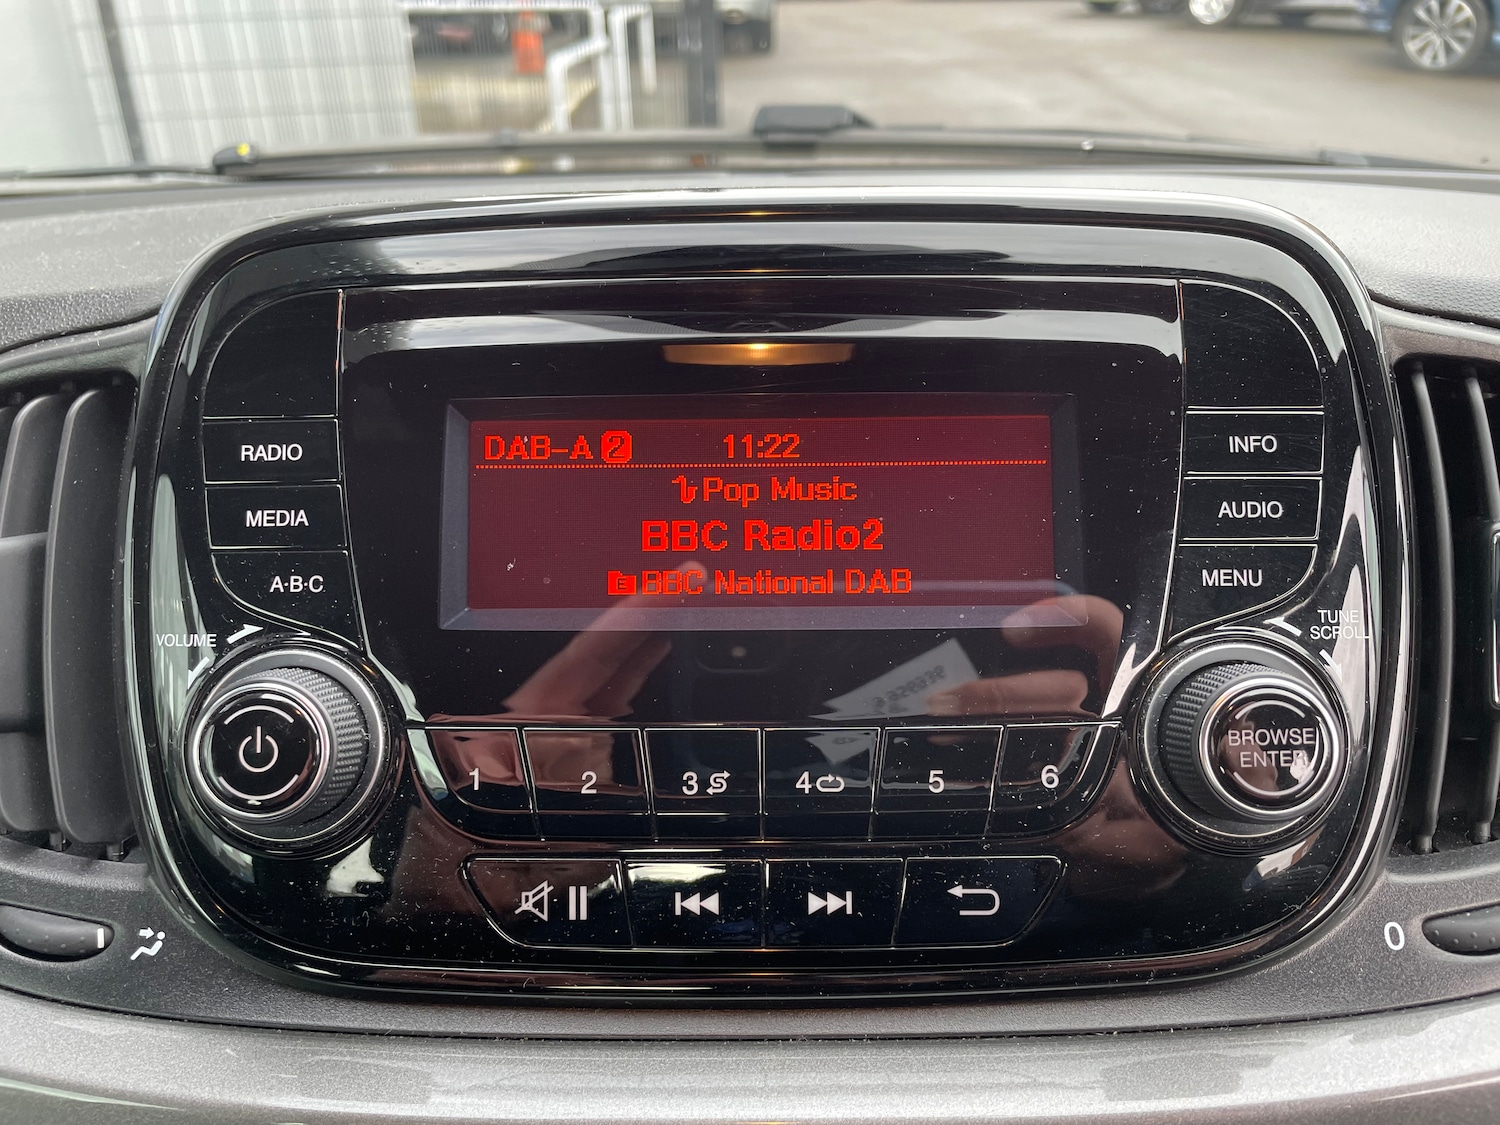 DAB-A 2 11:22
Pop Music
BBC Radio2
BBC National DAB
RADIO
MEDIA
A·B·C
VOLUME
INFO
AUDIO
MENU
TUNE
SCROLL
BROWSE
ENTER
1 2 3 4 5 6
0